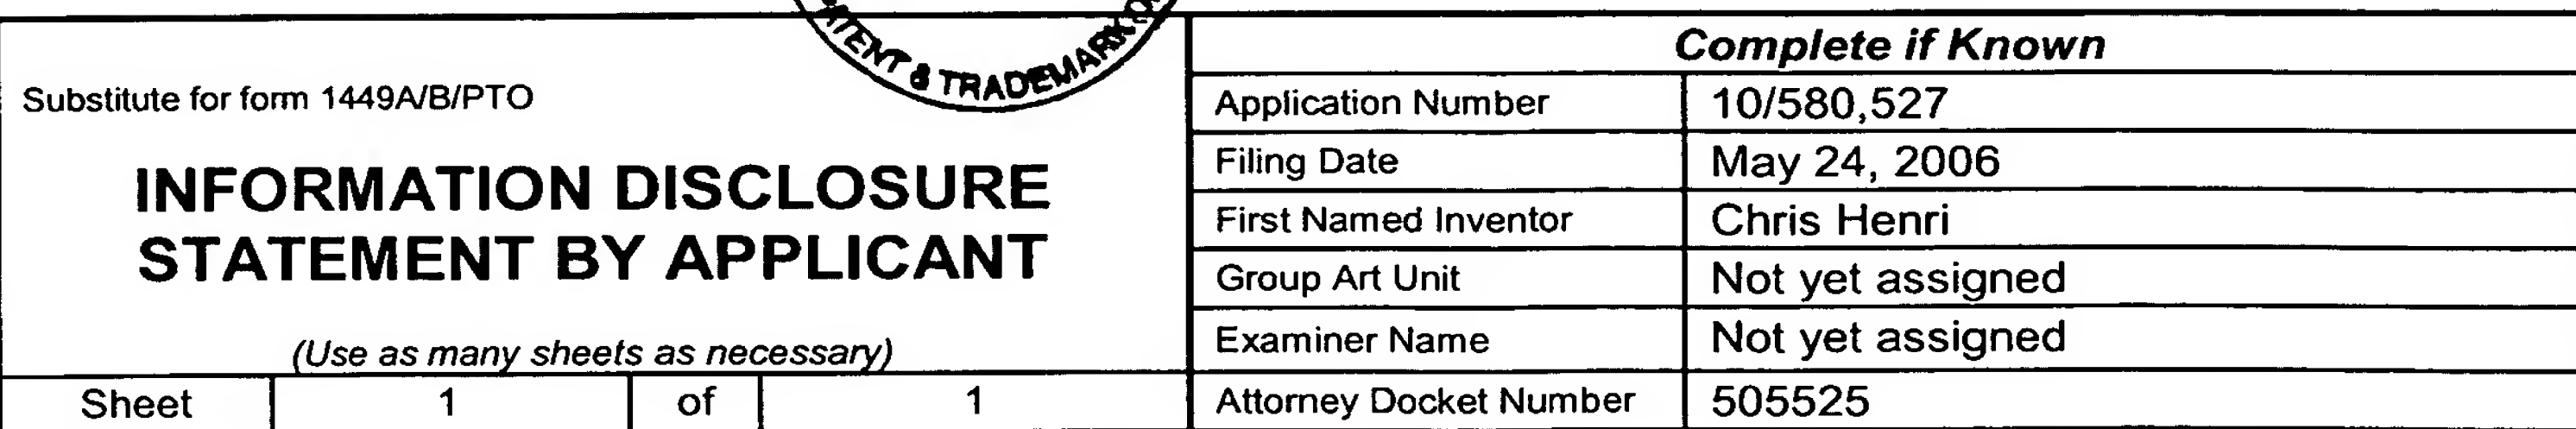 PATENT & TRADEMARK
Substitute for form 1449A/B/PTO
INFORMATION DISCLOSURE
STATEMENT BY APPLICANT
(Use as many sheets as necessary)
Sheet 1 of 1
Complete if Known
Application Number 10/580,527
Filing Date May 24, 2006
First Named Inventor Chris Henri
Group Art Unit Not yet assigned
Examiner Name Not yet assigned
Attorney Docket Number 505525